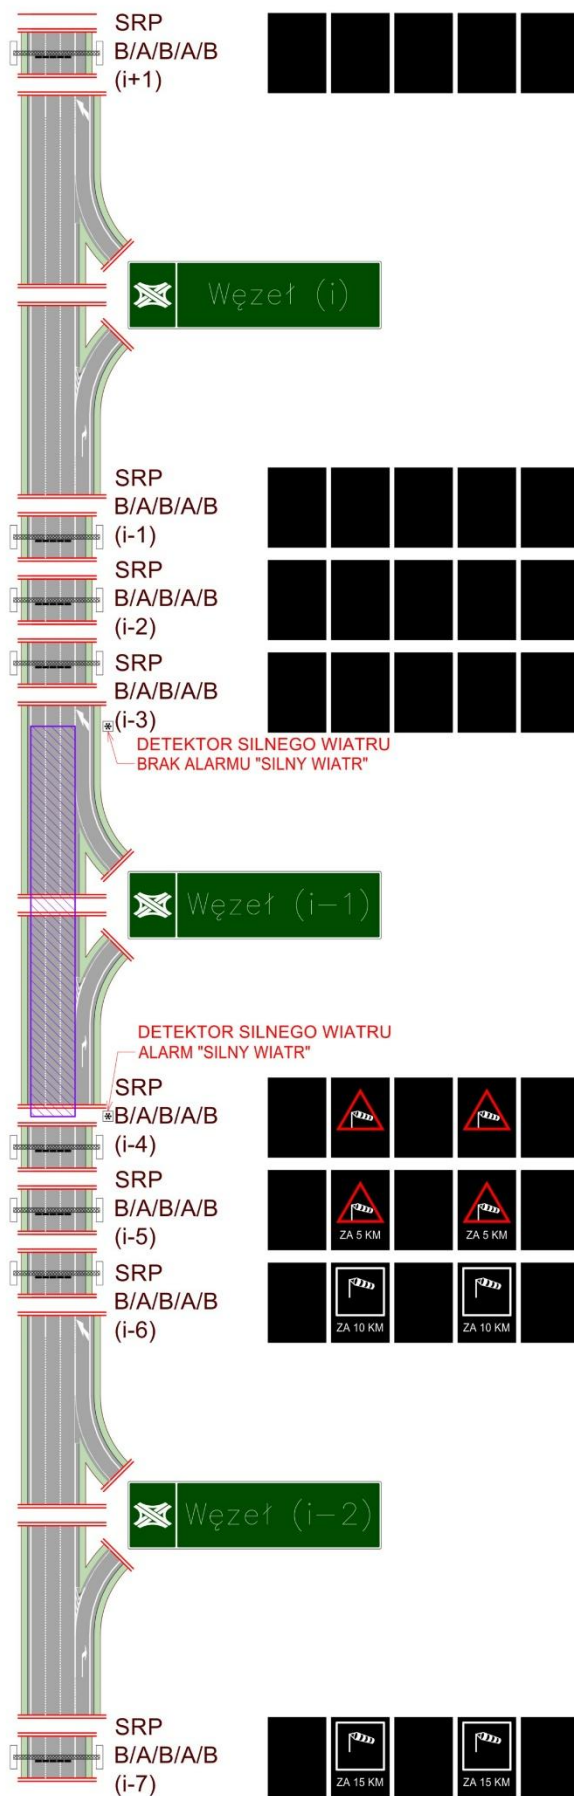 SRP
B/A/B/A/B
(i+1)
Węzeł (i)
SRP
B/A/B/A/B
(i-1)
SRP
B/A/B/A/B
(i-2)
SRP
B/A/B/A/B
(i-3)
DETEKTOR SILNEGO WIATRU
BRAK ALARMU "SILNY WIATR"
Węzeł (i-1)
DETEKTOR SILNEGO WIATRU
ALARM "SILNY WIATR"
SRP
B/A/B/A/B
(i-4)
SRP
B/A/B/A/B
(i-5)
ZA 5 KM ZA 5 KM
SRP
B/A/B/A/B
(i-6)
ZA 10 KM ZA 10 KM
Węzeł (i-2)
SRP
B/A/B/A/B
(i-7)
ZA 15 KM ZA 15 KM